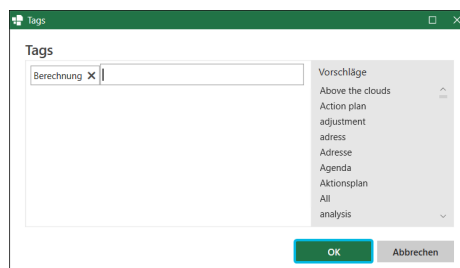 Tags
Tags
Berechnung
Vorschläge
Above the clouds
Action plan
adjustment
adress
Adresse
Agenda
Aktionsplan
All
analysis
OK
Abbrechen